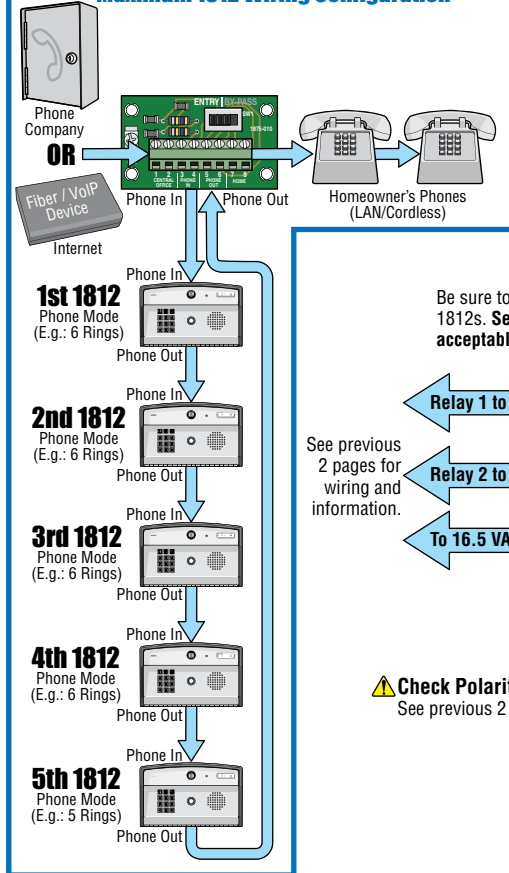 Maximum 1812 Wiring Configuration
Phone
Company
OR
Fiber / VoIP
Device
Internet
ENTRY BY-PASS
SW1
1875-010
1 2 3 4 5 6 7 8
CENTRAL
OFFICE
PHONE
IN
PHONE
OUT
HOME
Phone In
Phone Out
Homeowner's Phones
(LAN/Cordless)
Phone In
1st 1812
Phone Mode
(E.g.: 6 Rings)
Phone Out
Phone In
2nd 1812
Phone Mode
(E.g.: 6 Rings)
Phone Out
Phone In
3rd 1812
Phone Mode
(E.g.: 6 Rings)
Phone Out
Phone In
4th 1812
Phone Mode
(E.g.: 6 Rings)
Phone Out
Phone In
5th 1812
Phone Mode
(E.g.: 5 Rings)
Phone Out
Be sure to
1812s. Se
acceptabl
Relay 1 to
See previous
2 pages for
wiring and
information.
Relay 2 to
To 16.5 VA
Check Polarit
See previous 2